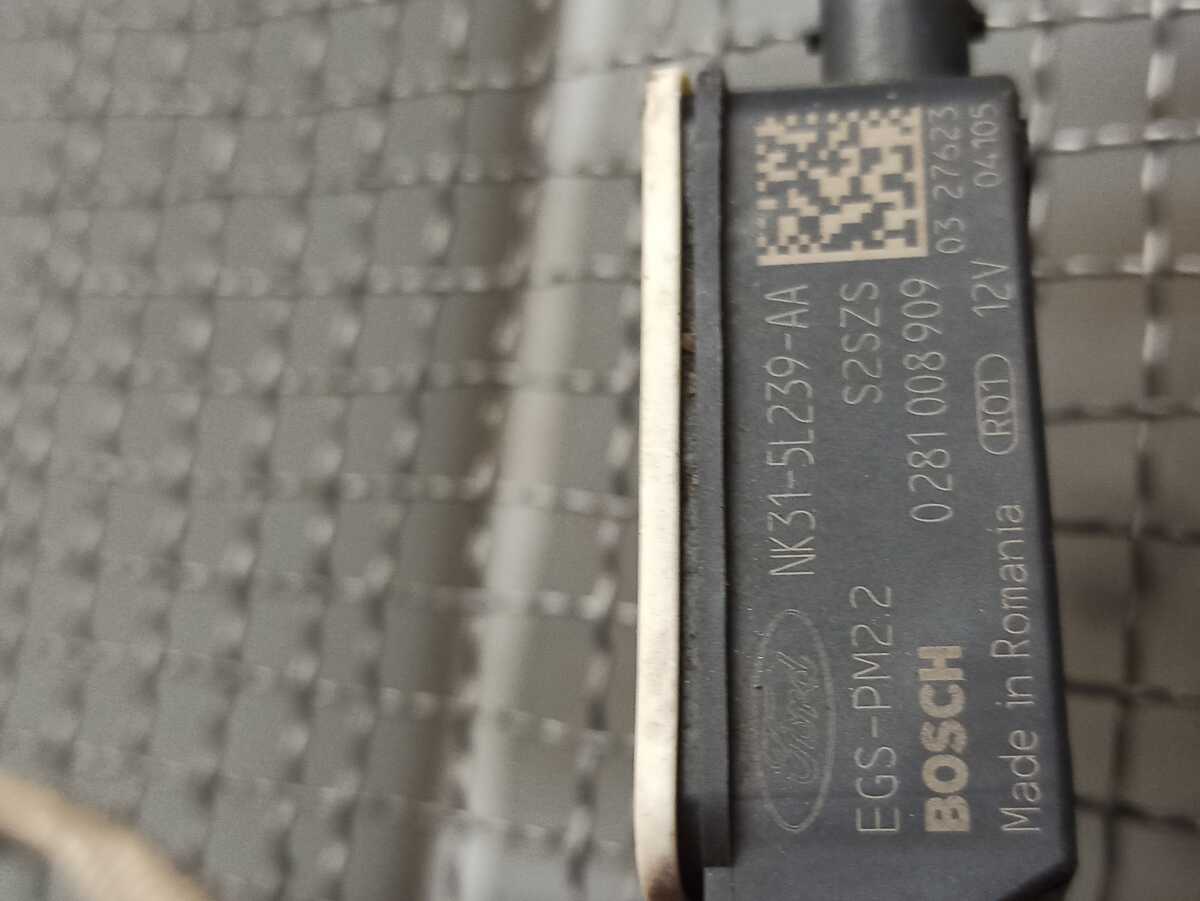 Ford NK31-5L239-AA
EGS-PM2.2 S2SZS
BOSCH 0 281 008 909 03 27623
Made in Romania R01 12V 04105